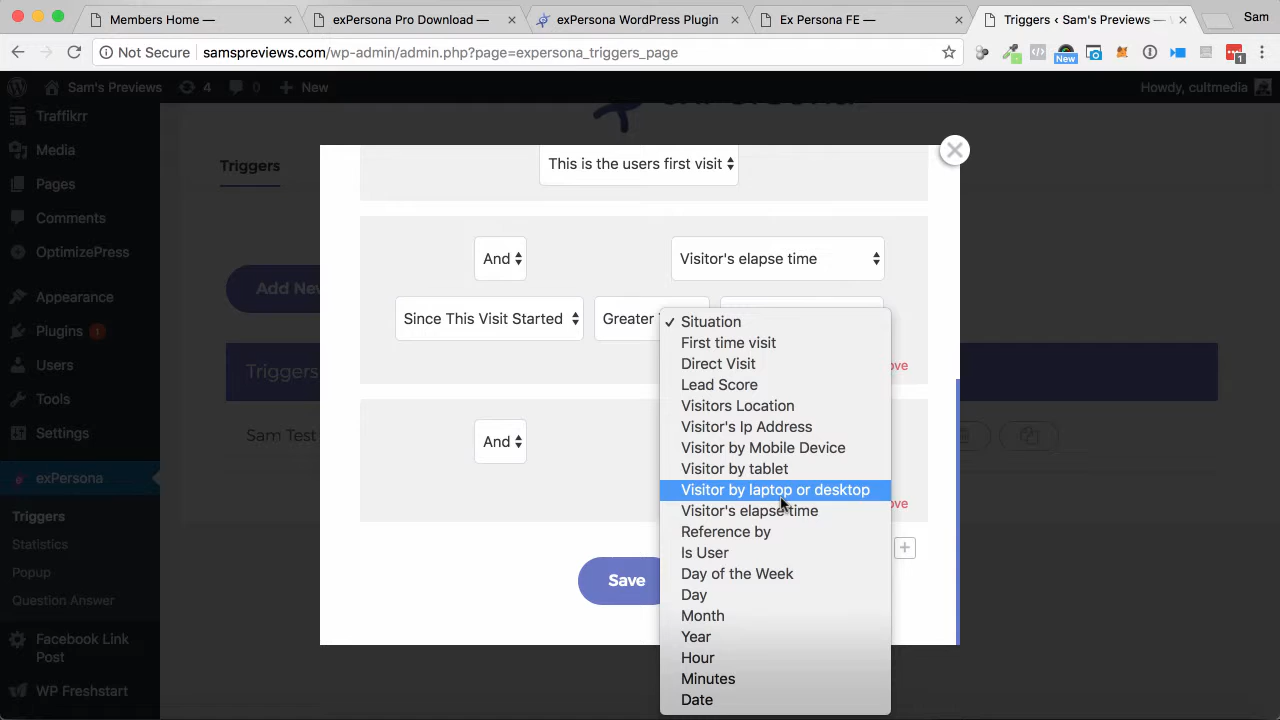 Members Home —
exPersona Pro Download —
exPersona WordPress Plugin
Ex Persona FE —
Triggers ‹ Sam's Previews —
Sam
Not Secure
samspreviews.com/wp-admin/admin.php?page=expersona_triggers_page
New
1
Sam's Previews
4
New
Howdy, cultmedia
Traffikrr
Media
Pages
Comments
OptimizePress
Appearance
Plugins 1
Users
Tools
Settings
exPersona
Triggers
Statistics
Popup
Question Answer
Facebook Link
Post
WP Freshstart
Triggers
Add New
Triggers
Sam Test
This is the users first visit
And
Visitor's elapse time
Since This Visit Started
Greater
ove
And
ove
Save
✓ Situation
First time visit
Direct Visit
Lead Score
Visitors Location
Visitor's Ip Address
Visitor by Mobile Device
Visitor by tablet
Visitor by laptop or desktop
Visitor's elapse time
Reference by
Is User
Day of the Week
Day
Month
Year
Hour
Minutes
Date